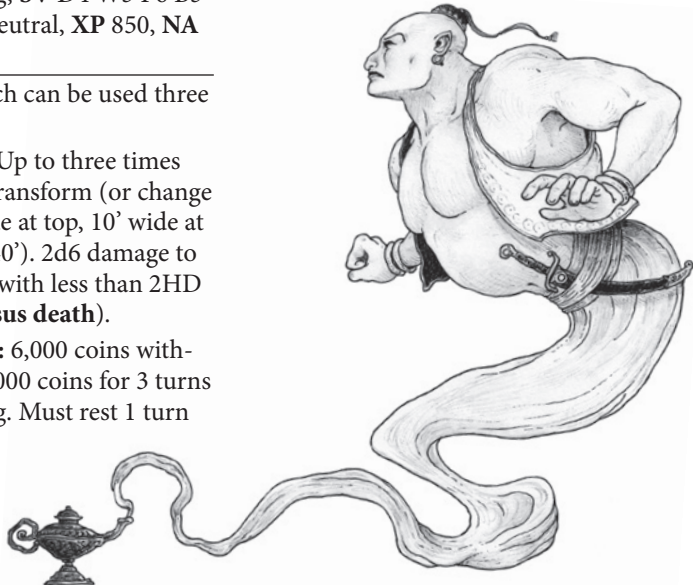 eutral, XP 850, NA
ch can be used three
Up to three times
ransform (or change
e at top, 10’ wide at
0’). 2d6 damage to
with less than 2HD
sus death).
: 6,000 coins with-
000 coins for 3 turns
g. Must rest 1 turn